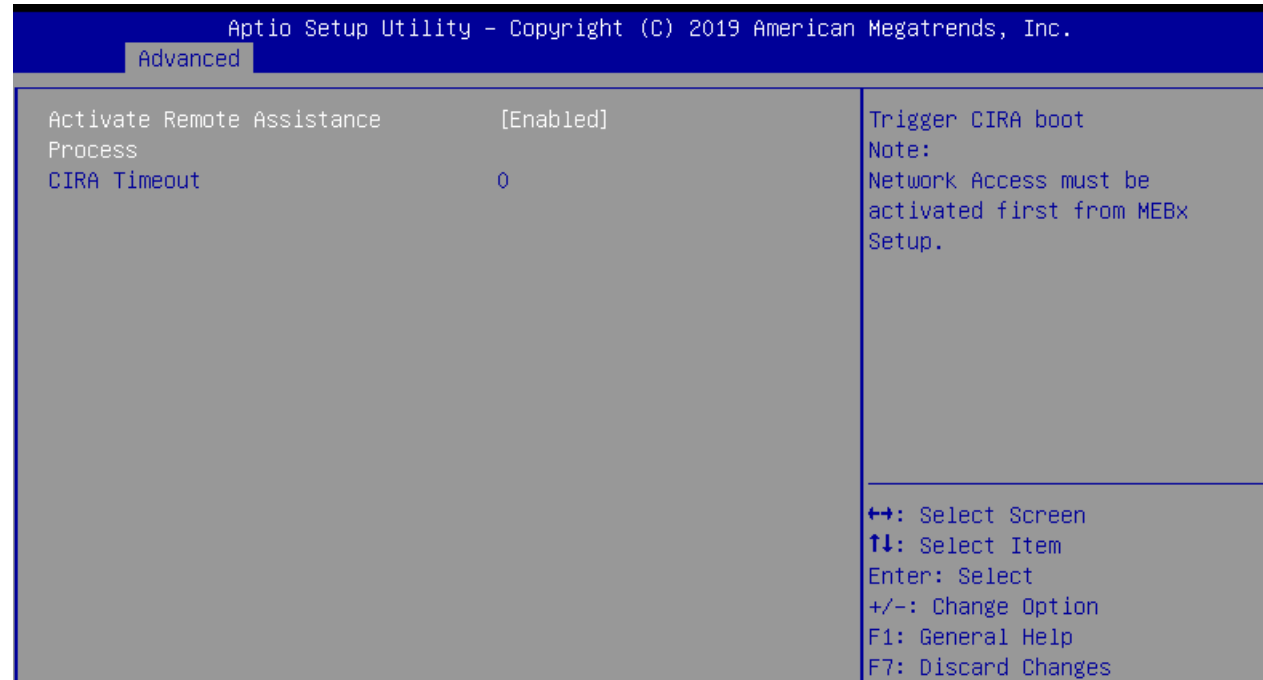 Aptio Setup Utility – Copyright (C) 2019 American Megatrends, Inc.
Advanced
Activate Remote Assistance [Enabled]
Process
CIRA Timeout 0
Trigger CIRA boot
Note:
Network Access must be
activated first from MEBx
Setup.
↔: Select Screen
↑↓: Select Item
Enter: Select
+/-: Change Option
F1: General Help
F7: Discard Changes